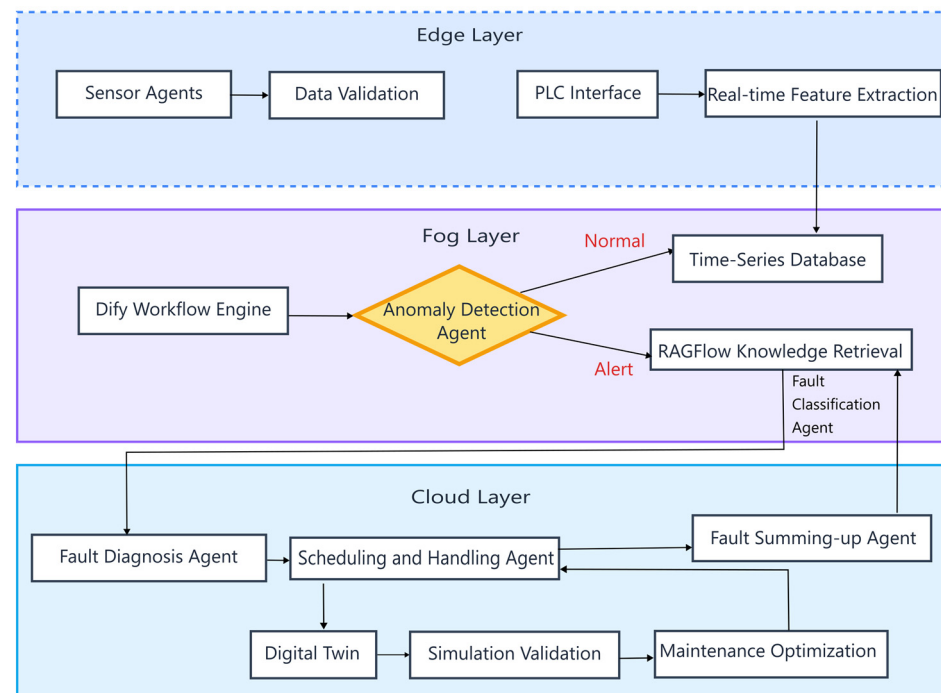 Edge Layer
Sensor Agents
Data Validation
PLC Interface
Real-time Feature Extraction
Fog Layer
Normal
Time-Series Database
Dify Workflow Engine
Anomaly Detection
Agent
RAGFlow Knowledge Retrieval
Alert
Fault
Classification
Agent
Cloud Layer
Fault Diagnosis Agent
Scheduling and Handling Agent
Fault Summing-up Agent
Digital Twin
Simulation Validation
Maintenance Optimization